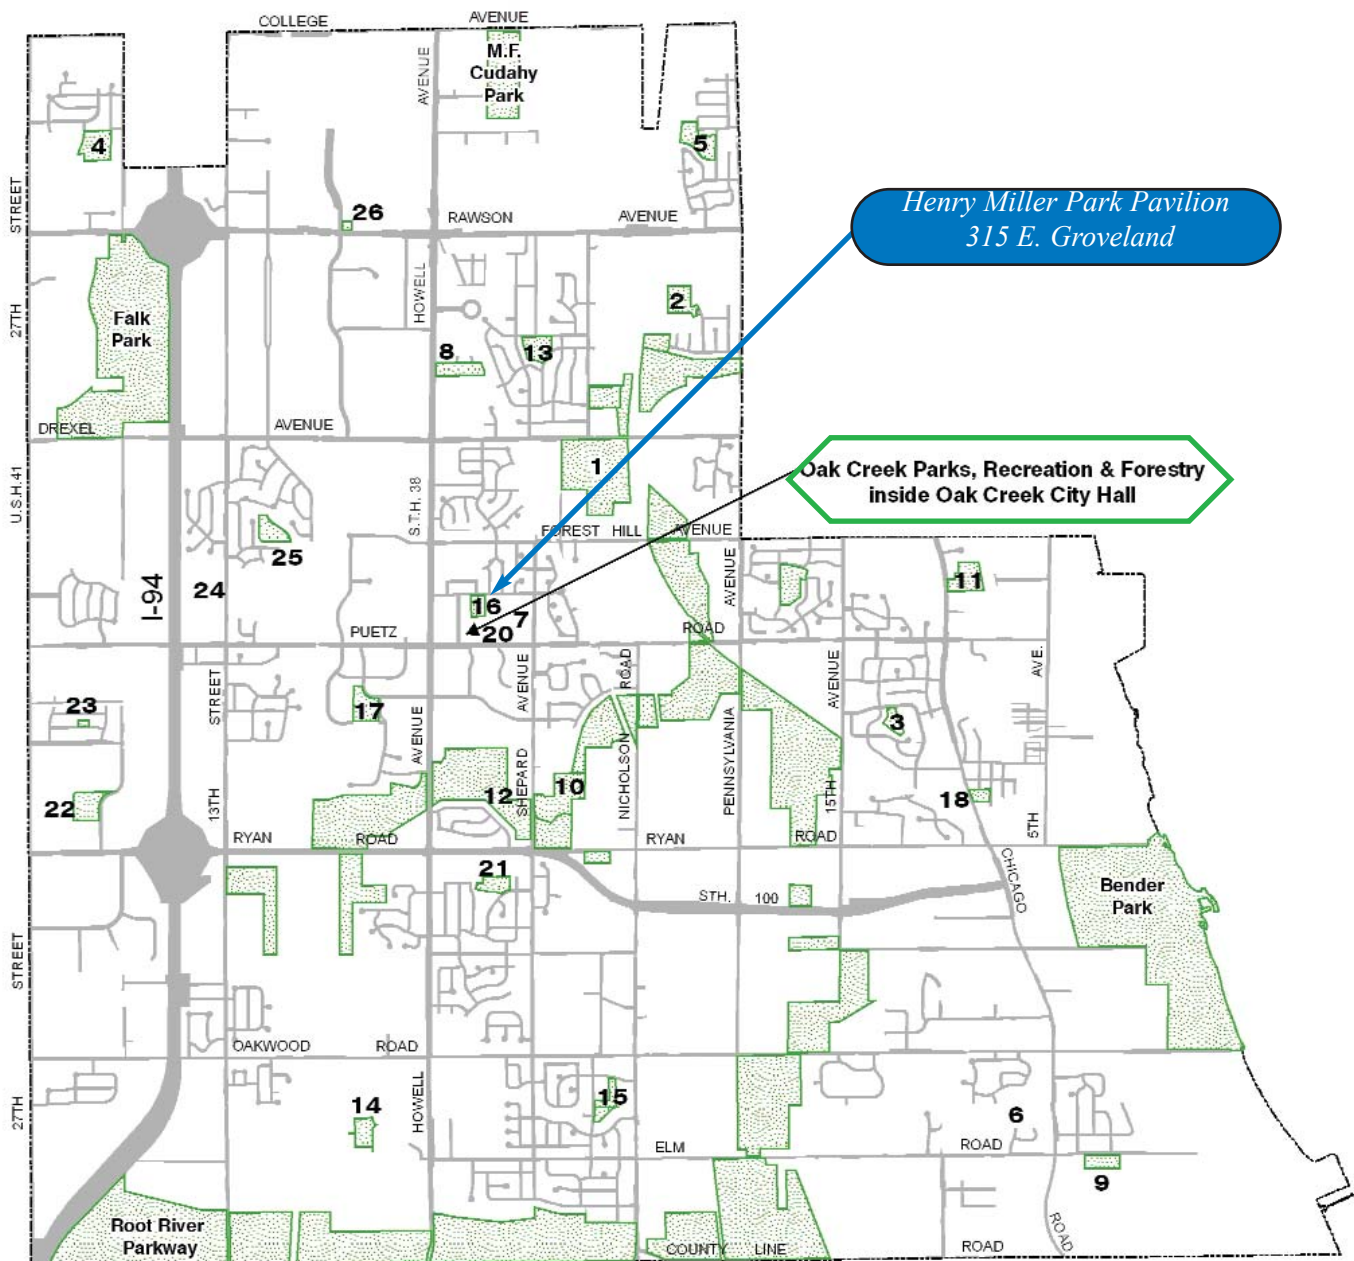 COLLEGE AVENUE
M.F.
Cudahy
Park
AVENUE
4
5
STREET
26
RAWSON AVENUE
Henry Miller Park Pavilion
315 E. Groveland
27TH
HOWELL
2
Falk
Park
8
13
DREXEL AVENUE
U.S.H.41
S.T.H. 38
1
Oak Creek Parks, Recreation & Forestry
inside Oak Creek City Hall
FOREST HILL AVENUE
25
I-94
24
AVENUE
11
16
7
20
PUETZ ROAD
STREET
AVENUE
ROAD
AVENUE
AVE.
23
17
AVENUE
3
SHEPARD
NICHOLSON
PENNSYLVANIA
10
12
22
13TH
15TH
18
5TH
RYAN ROAD RYAN ROAD
21
CHICAGO
STH. 100
Bender
Park
STREET
OAKWOOD ROAD
27TH
HOWELL
14
15
6
ELM ROAD
9
Root River
Parkway
COUNTY LINE ROAD
ROAD